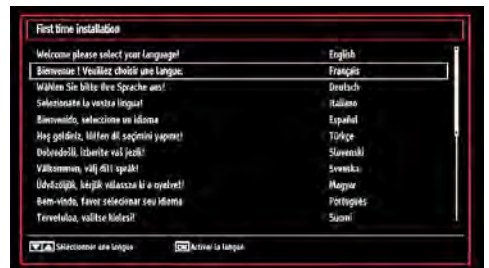 First time installation
Welcome please select your language! English
Bienvenue ! Veuillez choisir une langue. Français
Wählen Sie bitte Ihre Sprache aus! Deutsch
Selezionate la vostra lingua! Italiano
Bienvenido, seleccione un idioma Español
Hoş geldiniz, lütfen dil seçimini yapınız! Türkçe
Dobrodošli, izberite vaš jezik! Slovenski
Välkommen, välj ditt språk! Svenska
Üdvözöljük, kérjük válassza ki a nyelvet! Magyar
Bem-vindo, favor selecionar seu idioma Português
Tervetuloa, valitse kielesi! Suomi
Sélectionner une langue OK Activer la langue